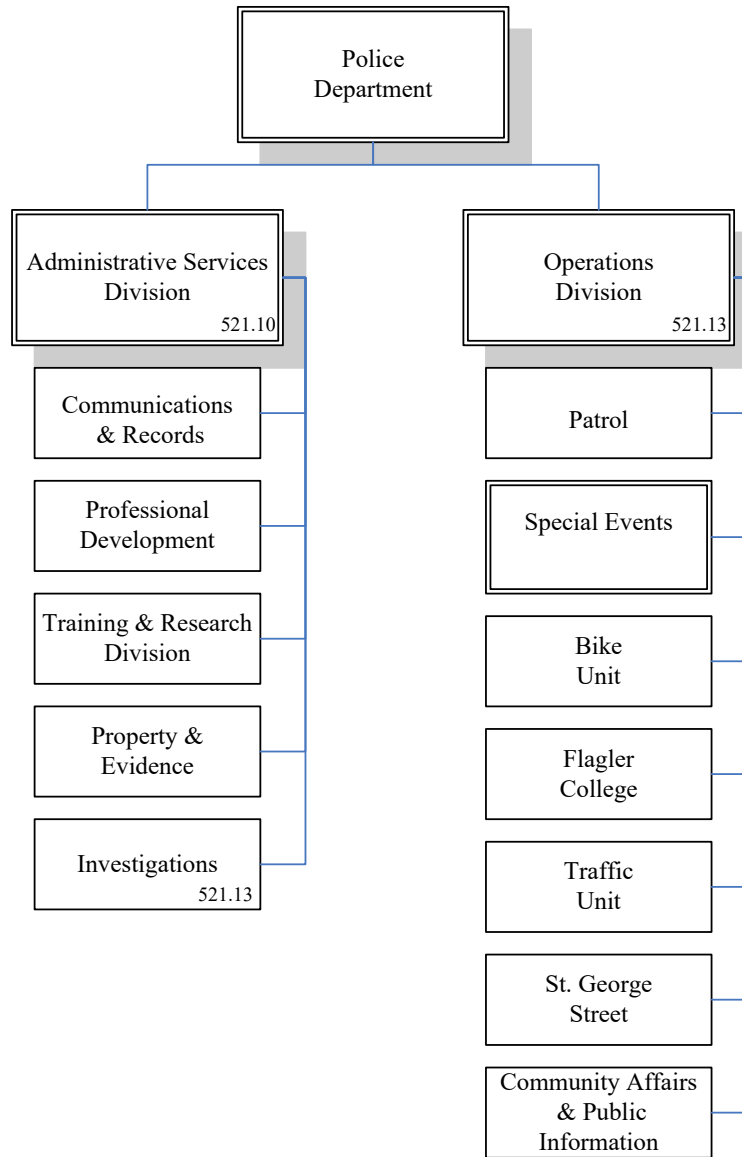 Police
Department
Administrative Services
Division
521.10
Communications
& Records
Professional
Development
Training & Research
Division
Property &
Evidence
Investigations
521.13
Operations
Division
521.13
Patrol
Special Events
Bike
Unit
Flagler
College
Traffic
Unit
St. George
Street
Community Affairs
& Public
Information